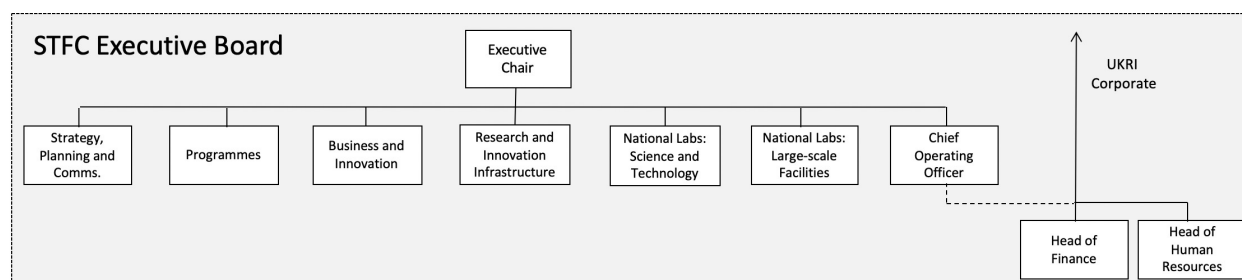 STFC Executive Board
Executive
Chair
UKRI
Corporate
Strategy,
Planning and
Comms.
Programmes
Business and
Innovation
Research and
Innovation
Infrastructure
National Labs:
Science and
Technology
National Labs:
Large-scale
Facilities
Chief
Operating
Officer
Head of
Finance
Head of
Human
Resources